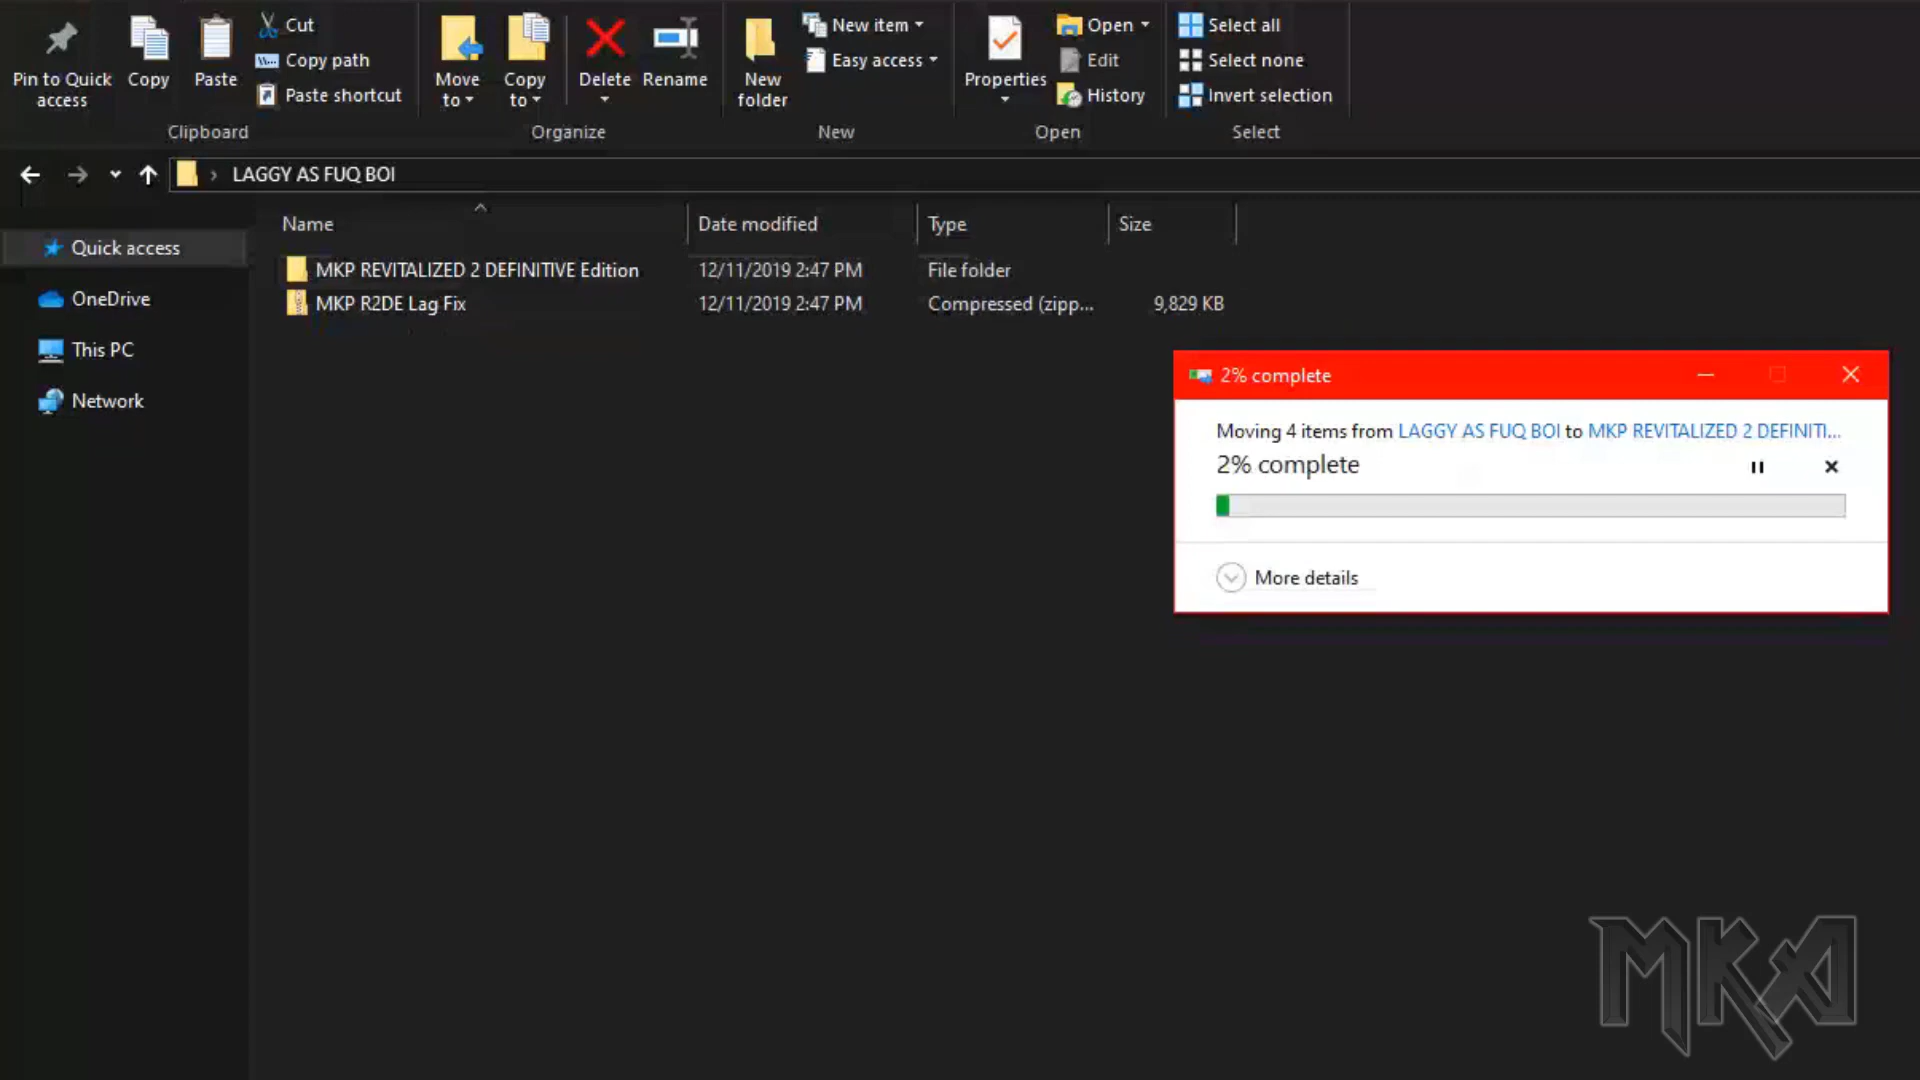 Pin to Quick access
Copy
Paste
Cut
Copy path
Paste shortcut
Clipboard
Move to
Copy to
Delete
Rename
Organize
New folder
New item
Easy access
New
Properties
Open
Edit
History
Open
Select all
Select none
Invert selection
Select
LAGGY AS FUQ BOI
Name
Date modified
Type
Size
Quick access
OneDrive
This PC
Network
MKP REVITALIZED 2 DEFINITIVE Edition 12/11/2019 2:47 PM File folder
MKP R2DE Lag Fix 12/11/2019 2:47 PM Compressed (zipp... 9,829 KB
2% complete
Moving 4 items from LAGGY AS FUQ BOI to MKP REVITALIZED 2 DEFINITI...
2% complete
More details
MKA